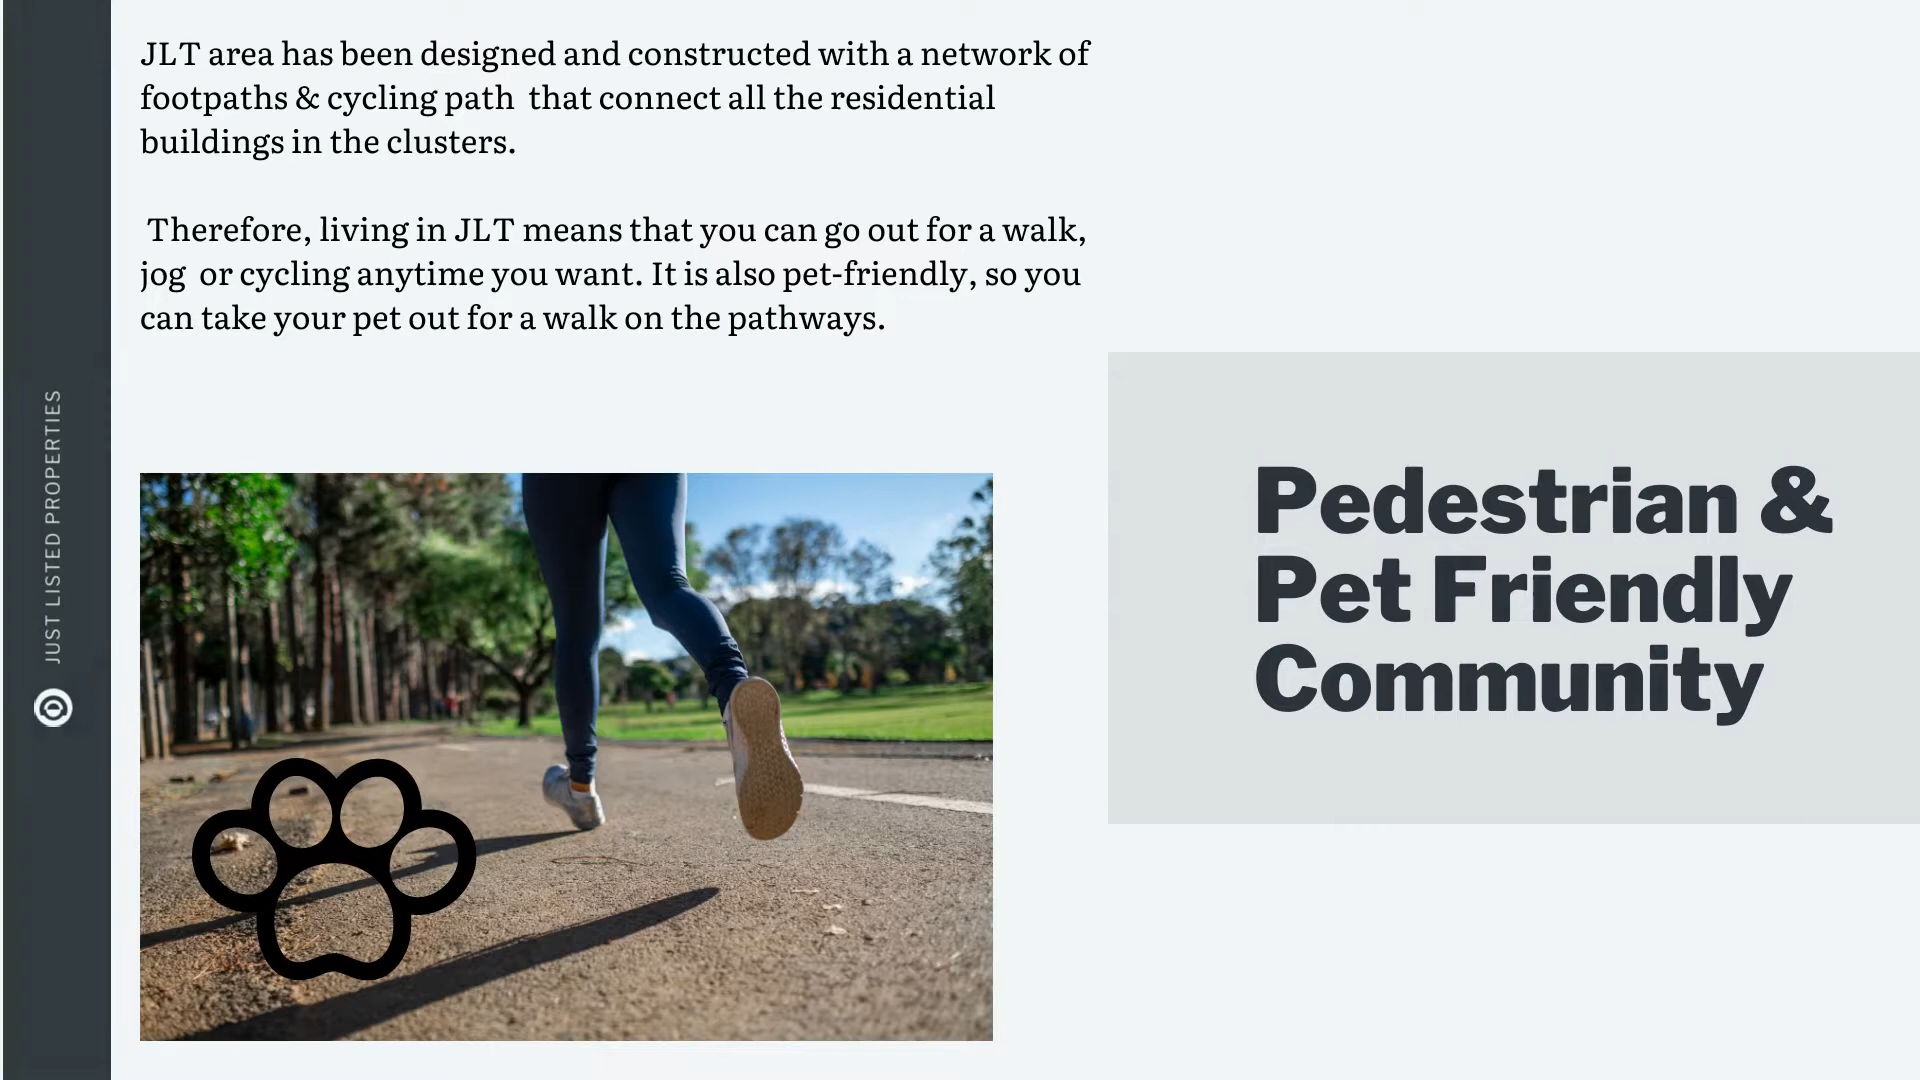 JLT area has been designed and constructed with a network of
footpaths & cycling path  that connect all the residential
buildings in the clusters.
Therefore, living in JLT means that you can go out for a walk,
jog  or cycling anytime you want. It is also pet-friendly, so you
can take your pet out for a walk on the pathways.
JUST LISTED PROPERTIES
Pedestrian &
Pet Friendly
Community